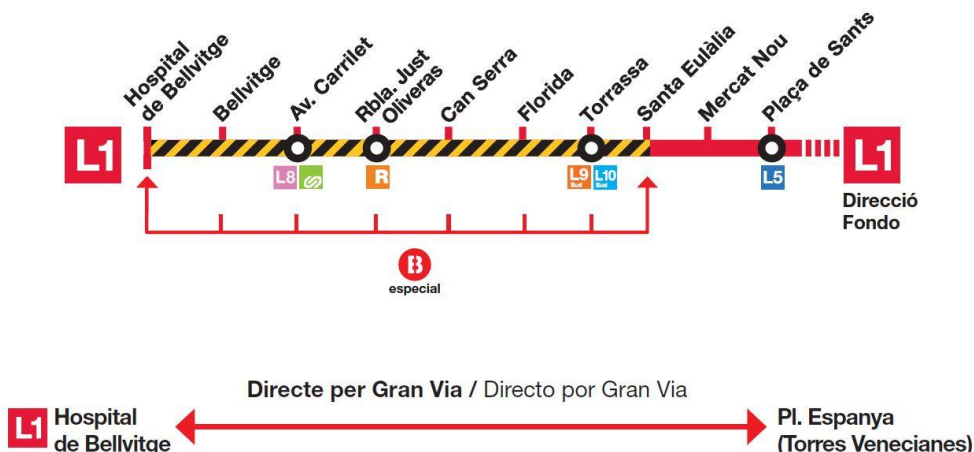 Hospital
de Bellvitge
Bellvitge
Av. Carrilet
Rbla. Just
Oliveras
Can Serra
Florida
Torrassa
Santa Eulàlia
Mercat Nou
Plaça de Sants
L1
L8
R
L9 Sud
L10 Sud
L5
L1
Direcció
Fondo
B
especial
Directe per Gran Via / Directo por Gran Via
L1 Hospital
de Bellvitge
Pl. Espanya
(Torres Venecianes)